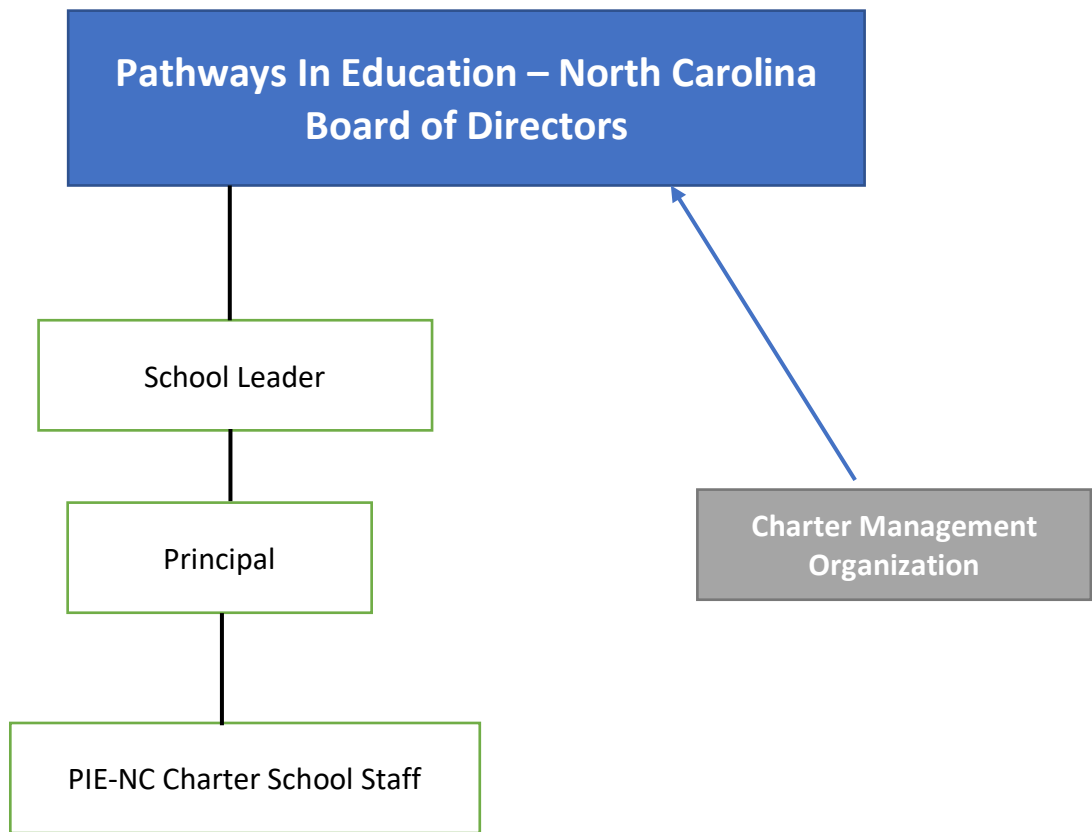 Pathways In Education – North Carolina
Board of Directors
School Leader
Charter Management
Organization
Principal
PIE-NC Charter School Staff